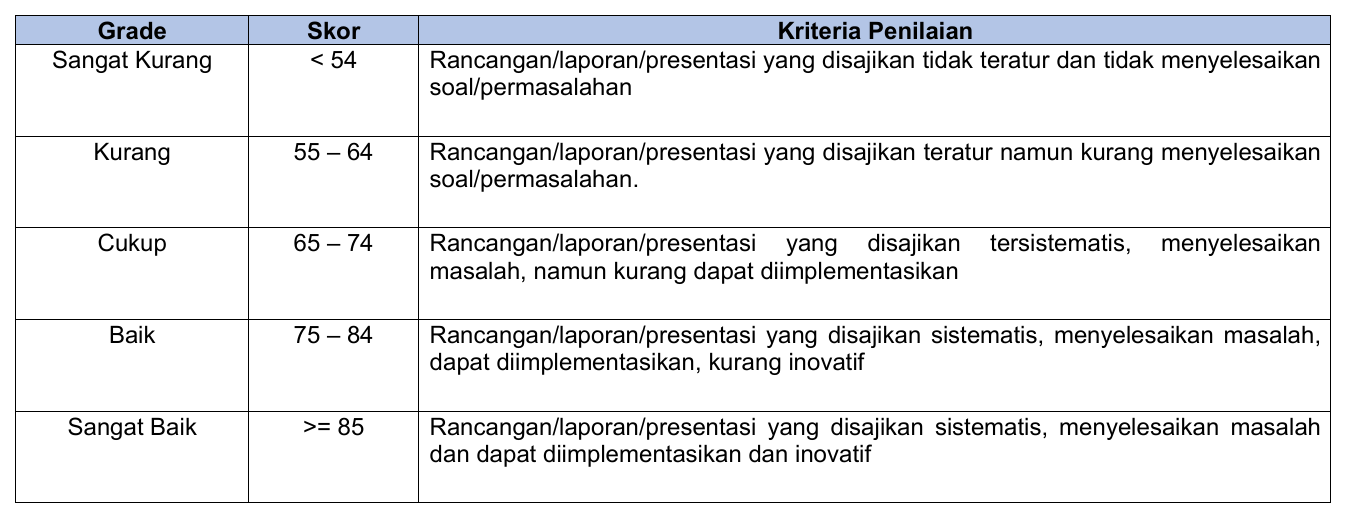 Grade Skor Kriteria Penilaian
Sangat Kurang < 54 Rancangan/laporan/presentasi yang disajikan tidak teratur dan tidak menyelesaikan
soal/permasalahan
Kurang 55 – 64 Rancangan/laporan/presentasi yang disajikan teratur namun kurang menyelesaikan
soal/permasalahan.
Cukup 65 – 74 Rancangan/laporan/presentasi yang disajikan tersistematis, menyelesaikan
masalah, namun kurang dapat diimplementasikan
Baik 75 – 84 Rancangan/laporan/presentasi yang disajikan sistematis, menyelesaikan masalah,
dapat diimplementasikan, kurang inovatif
Sangat Baik >= 85 Rancangan/laporan/presentasi yang disajikan sistematis, menyelesaikan masalah
dan dapat diimplementasikan dan inovatif